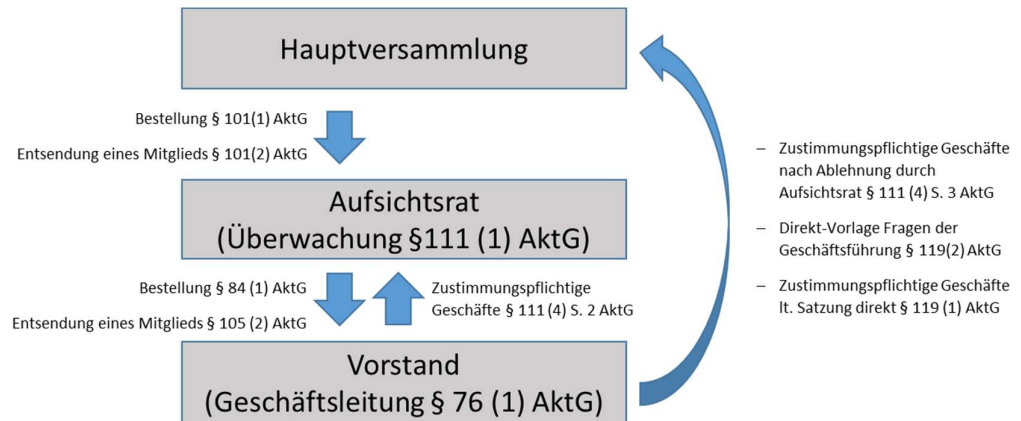 Hauptversammlung
Bestellung § 101(1) AktG
Entsendung eines Mitglieds § 101(2) AktG
Aufsichtsrat
(Überwachung §111 (1) AktG)
Bestellung § 84 (1) AktG
Entsendung eines Mitglieds § 105 (2) AktG
Zustimmungspflichtige
Geschäfte § 111 (4) S. 2 AktG
Vorstand
(Geschäftsleitung § 76 (1) AktG)
– Zustimmungspflichtige Geschäfte
nach Ablehnung durch
Aufsichtsrat § 111 (4) S. 3 AktG
– Direkt-Vorlage Fragen der
Geschäftsführung § 119(2) AktG
– Zustimmungspflichtige Geschäfte
lt. Satzung direkt § 119 (1) AktG